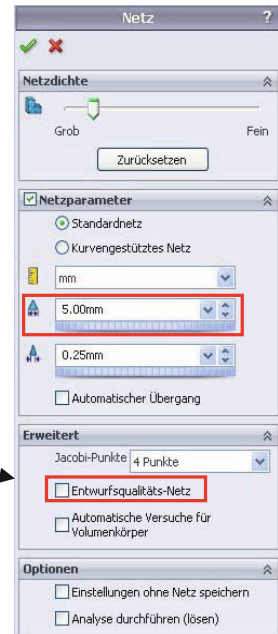 Netz ?
Netzdichte
Grob Fein
Zurücksetzen
Netzparameter
Standardnetz
Kurvengestütztes Netz
mm
5.00mm
0.25mm
Automatischer Übergang
Erweitert
Jacobi-Punkte 4 Punkte
Entwurfsqualitäts-Netz
Automatische Versuche für
Volumenkörper
Optionen
Einstellungen ohne Netz speichern
Analyse durchführen (lösen)